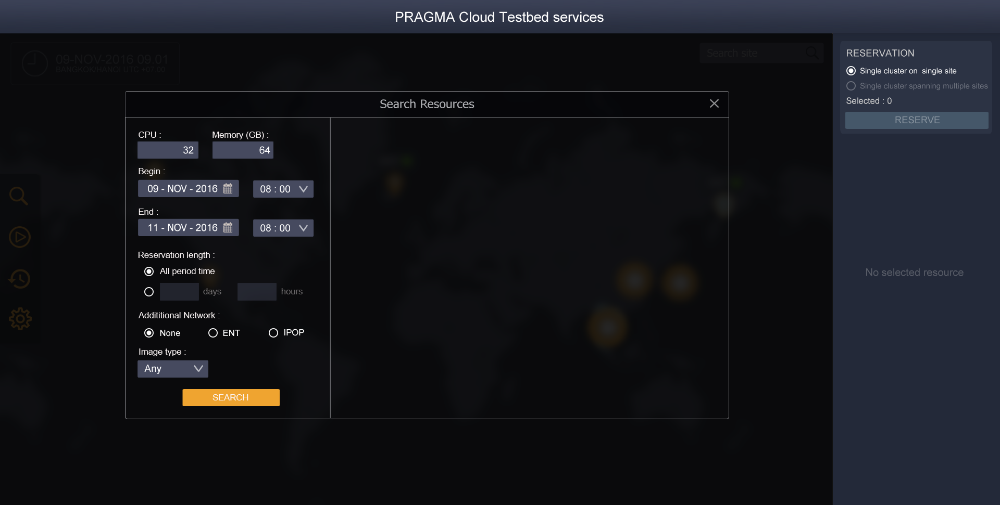 PRAGMA Cloud Testbed services
09-NOV-2016 09.01
BANGKOK/HANOI UTC +07:00
Search site
Search Resources
CPU :
Memory (GB) :
32
64
Begin :
09 - NOV - 2016
08 : 00
End :
11 - NOV - 2016
08 : 00
Reservation length :
All period time
days
hours
Addititional Network :
None
ENT
IPOP
Image type :
Any
SEARCH
RESERVATION
Single cluster on single site
Single cluster spanning multiple sites
Selected : 0
RESERVE
No selected resource